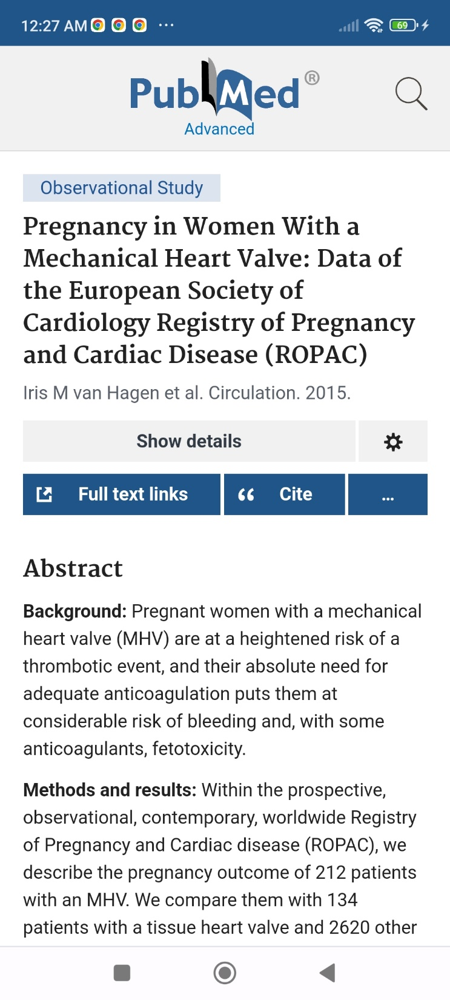 12:27 AM ...
69
PubMed®
Advanced
Observational Study
Pregnancy in Women With a
Mechanical Heart Valve: Data of
the European Society of
Cardiology Registry of Pregnancy
and Cardiac Disease (ROPAC)
Iris M van Hagen et al. Circulation. 2015.
Show details
Full text links
“ Cite
...
Abstract
Background: Pregnant women with a mechanical
heart valve (MHV) are at a heightened risk of a
thrombotic event, and their absolute need for
adequate anticoagulation puts them at
considerable risk of bleeding and, with some
anticoagulants, fetotoxicity.
Methods and results: Within the prospective,
observational, contemporary, worldwide Registry
of Pregnancy and Cardiac disease (ROPAC), we
describe the pregnancy outcome of 212 patients
with an MHV. We compare them with 134
patients with a tissue heart valve and 2620 other